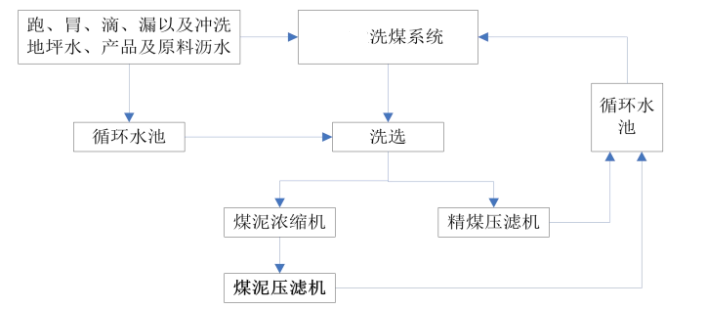 跑、冒、滴、漏以及冲洗
地坪水、产品及原料沥水
洗煤系统
循环水
池
循环水池
洗选
煤泥浓缩机
精煤压滤机
煤泥压滤机